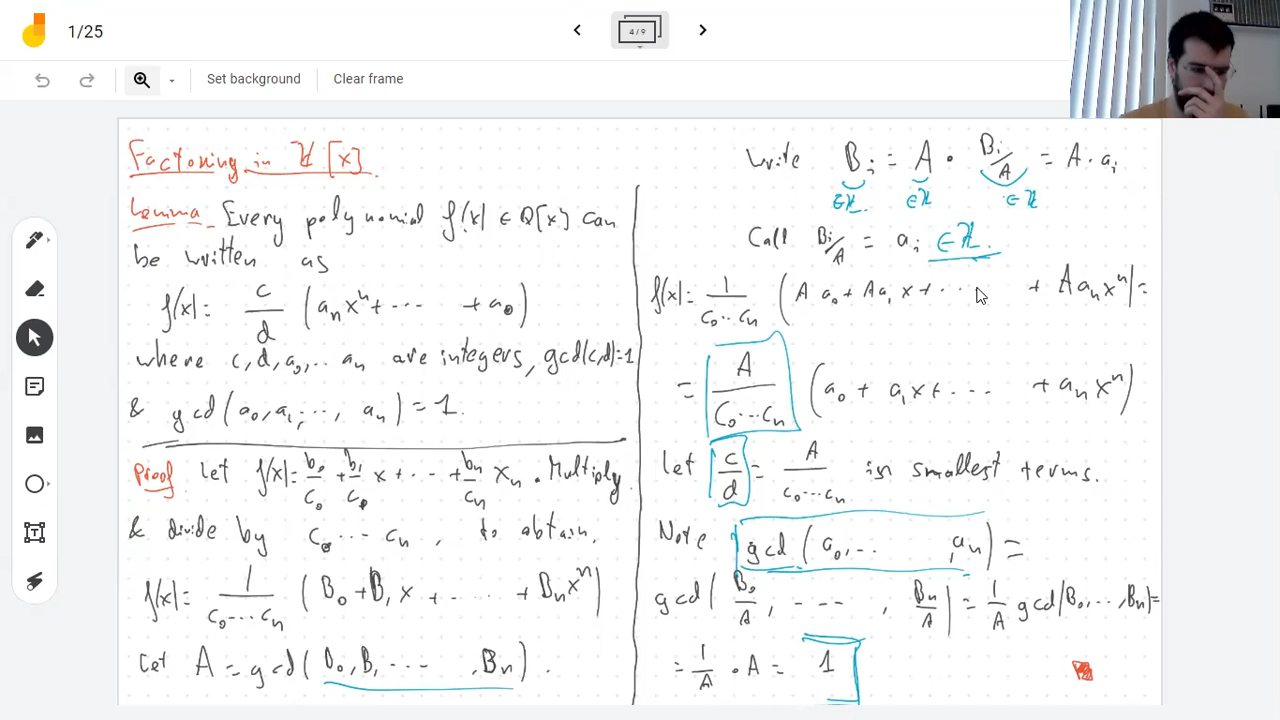 1/25
4/9
Set background
Clear frame
Factoring in ℤ[x]
Lemma Every polynomial f(x) ∈ Q[x] can
be written as
f(x) = c/d (aₙxⁿ + ··· + a₀)
where c, d, a₀, .. aₙ are integers, gcd(c,d)=1
& gcd(a₀, a₁, ..., aₙ) = 1.
Proof Let f(x) = b₀/c₀ + b₁/c₀ x + ··· + bₙ/cₙ xₙ. Multiply
& divide by c₀ ··· cₙ, to obtain,
f(x) = 1/(c₀···cₙ) (B₀ + B₁ x + ···· + Bₙxⁿ)
Let A = gcd(B₀, B₁ ··· , Bₙ).
Write Bᵢ = A · Bᵢ/A = A · aᵢ
∈ℤ. ∈ℤ ∈ℤ
Call Bᵢ/A = aᵢ ∈ ℤ.
f(x) = 1/(c₀··cₙ) (A a₀ + A a₁ x + ··· + A aₙ xⁿ) =
= A/(c₀···cₙ) (a₀ + a₁x + ··· + aₙxⁿ)
Let c/d = A/(c₀···cₙ) in smallest terms.
Note gcd(a₀, ... , aₙ) =
gcd(B₀/A, --- , Bₙ/A) = 1/A gcd(B₀, ··· , Bₙ) =
= 1/A · A = 1